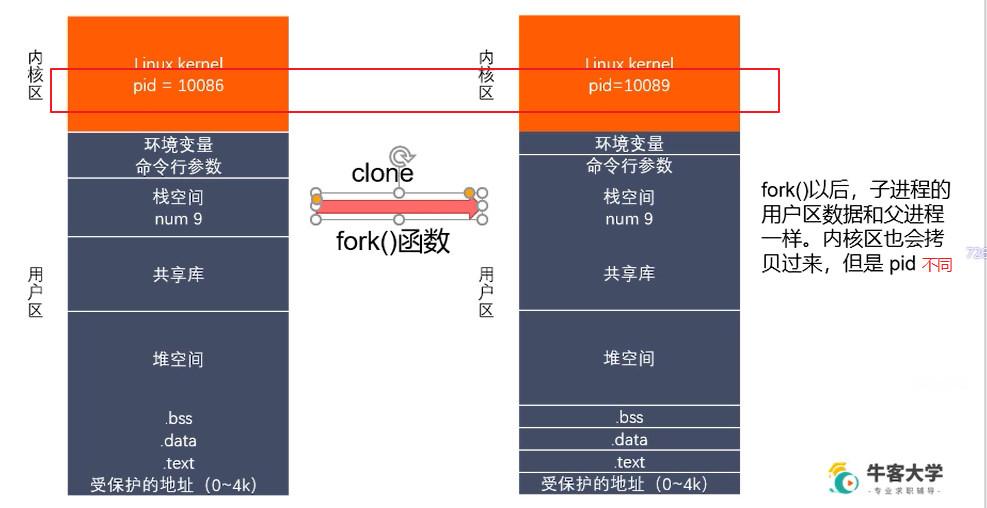 内核区
Linux kernel
pid = 10086
环境变量
命令行参数
栈空间
num 9
共享库
用户区
堆空间
.bss
.data
.text
受保护的地址（0~4k）
clone
fork()函数
内核区
Linux kernel
pid=10089
环境变量
命令行参数
栈空间
num 9
共享库
用户区
堆空间
.bss
.data
.text
受保护的地址（0~4k）
fork()以后，子进程的
用户区数据和父进程
一样。内核区也会拷
贝过来，但是 pid 不同
牛客大学
-专业求职辅导-